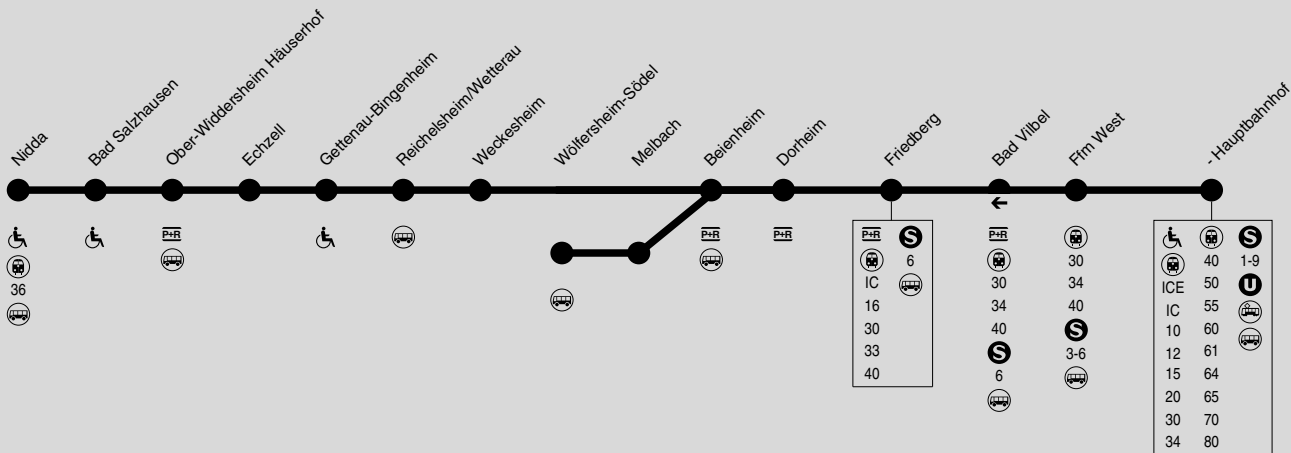 Nidda
Bad Salzhausen
Ober-Widdersheim Häuserhof
Echzell
Gettenau-Bingenheim
Reichelsheim/Wetterau
Weckesheim
Wölfersheim-Södel
Melbach
Beienheim
Dorheim
Friedberg
Bad Vilbel
Ffm West
- Hauptbahnhof
36
P+R
P+R
P+R
P+R
IC
16
30
33
40
S
6
P+R
30
34
40
S
6
30
34
40
S
3-6
ICE
IC
10
12
15
20
30
34
40
50
55
60
61
64
65
70
80
S
1-9
U